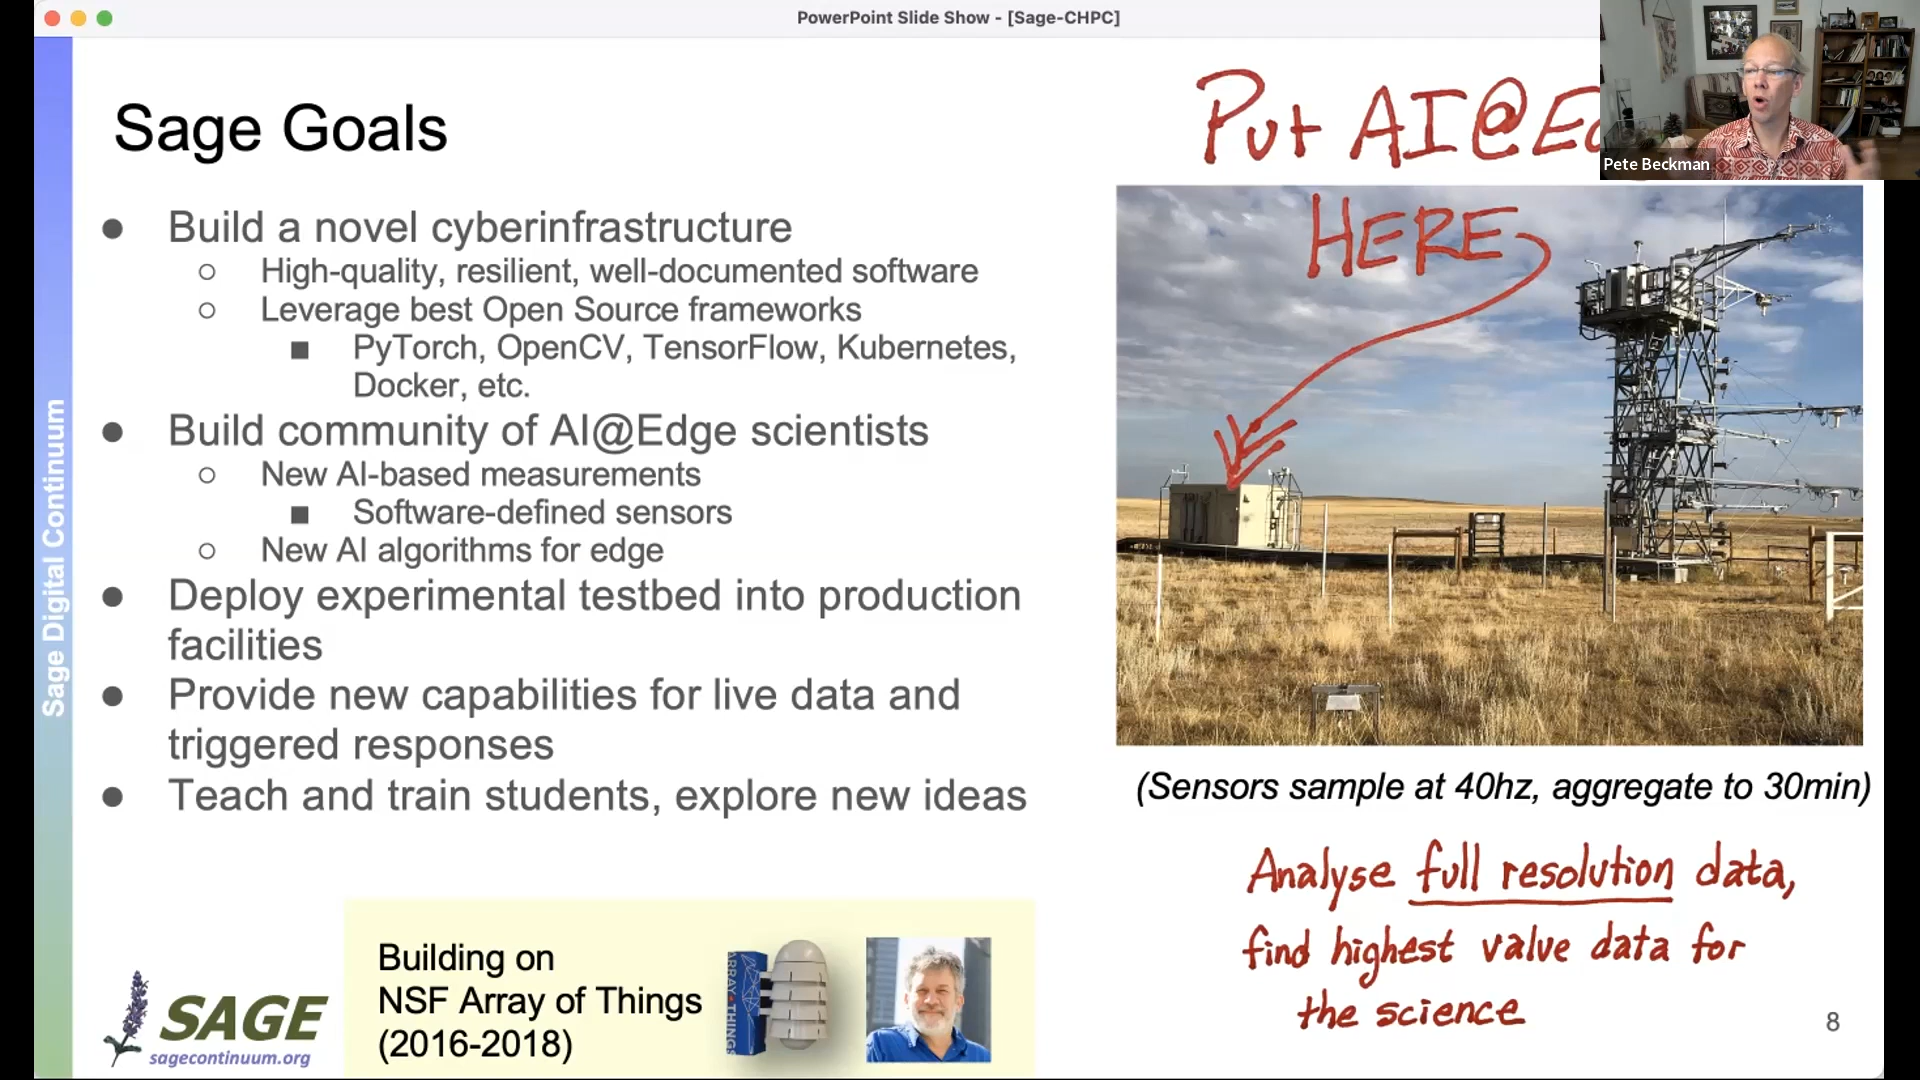 PowerPoint Slide Show - [Sage-CHPC]
Sage Goals
● Build a novel cyberinfrastructure
○ High-quality, resilient, well-documented software
○ Leverage best Open Source frameworks
■ PyTorch, OpenCV, TensorFlow, Kubernetes,
Docker, etc.
● Build community of AI@Edge scientists
○ New AI-based measurements
■ Software-defined sensors
○ New AI algorithms for edge
● Deploy experimental testbed into production
facilities
● Provide new capabilities for live data and
triggered responses
● Teach and train students, explore new ideas
Sage Digital Continuum
Put AI@
Pete Beckman
HERE
(Sensors sample at 40hz, aggregate to 30min)
Analyse full resolution data,
find highest value data for
the science
Building on
NSF Array of Things
(2016-2018)
ARRAY THINGS
SAGE
sagecontinuum.org
8